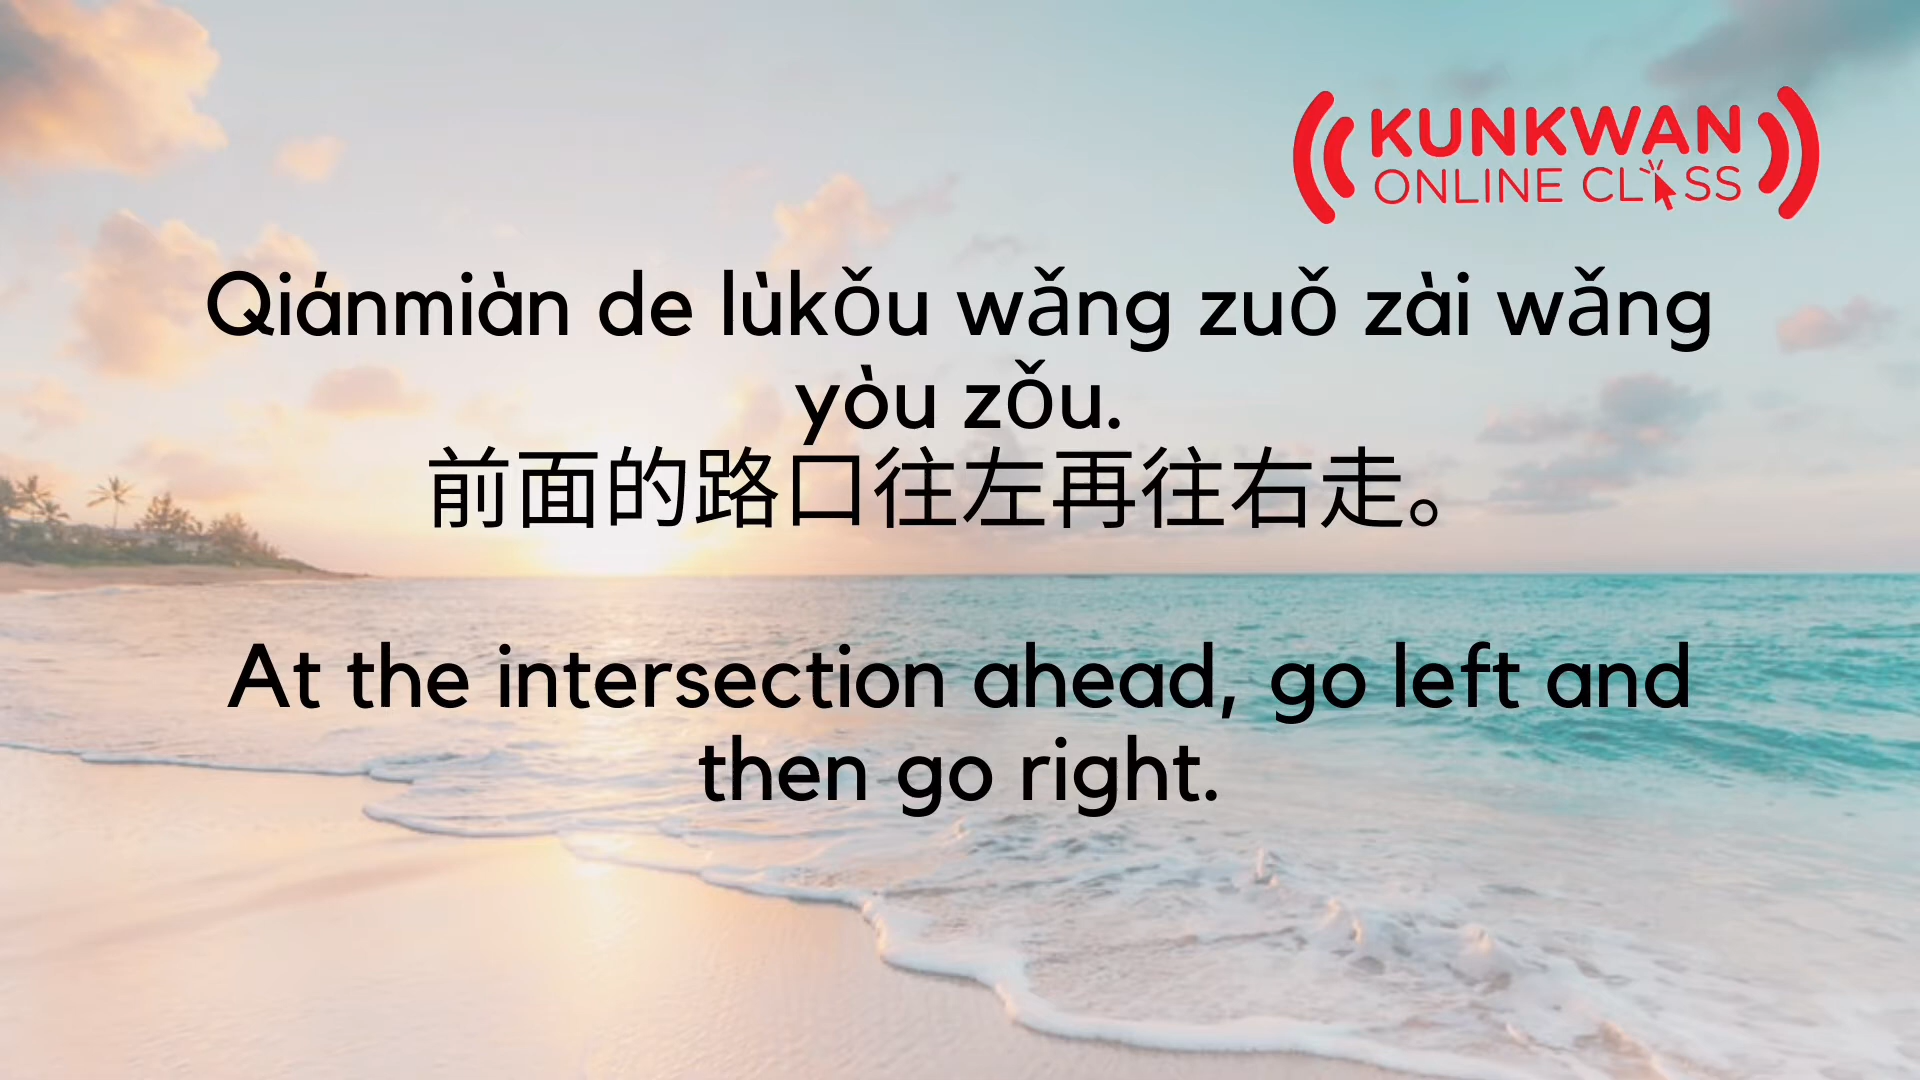 KUNKWAN
ONLINE CLASS
Qiánmiàn de lùkǒu wǎng zuǒ zài wǎng
yòu zǒu.
前面的路口往左再往右走。
At the intersection ahead, go left and
then go right.